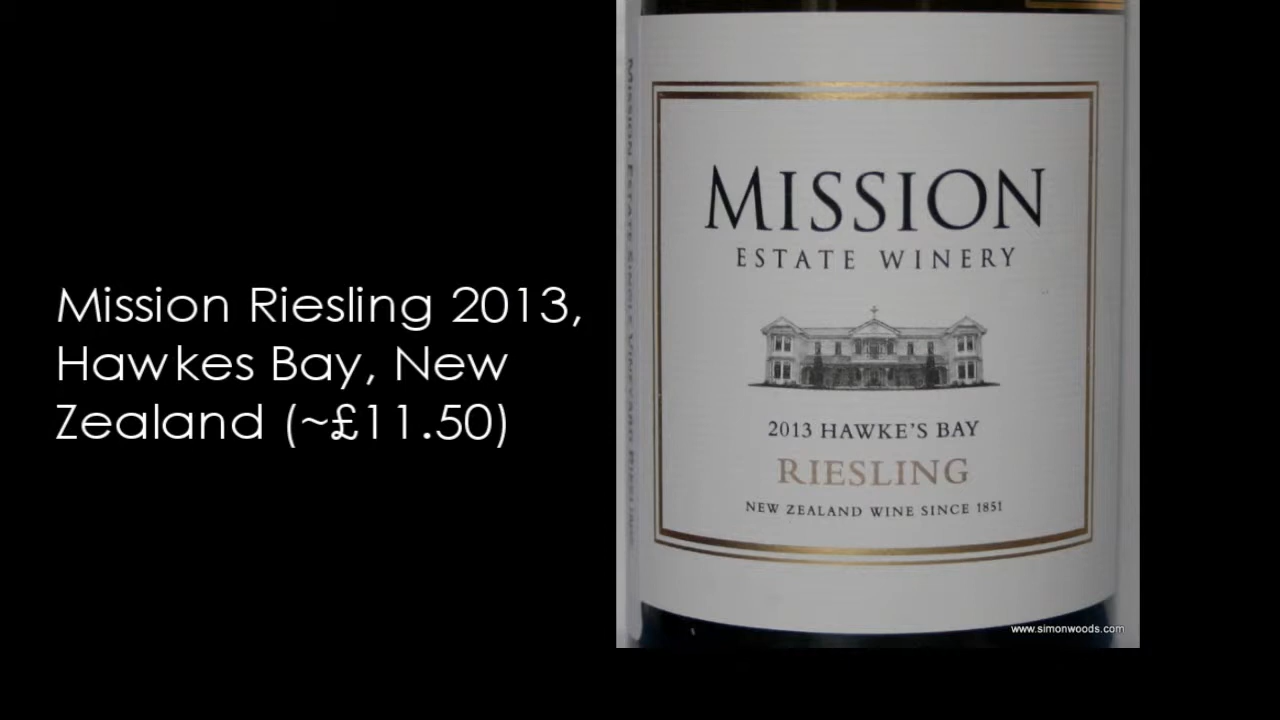 Mission Riesling 2013,
Hawkes Bay, New
Zealand (~£11.50)
MISSION
ESTATE WINERY
2013 HAWKE'S BAY
RIESLING
NEW ZEALAND WINE SINCE 1851
www.simonwoods.com